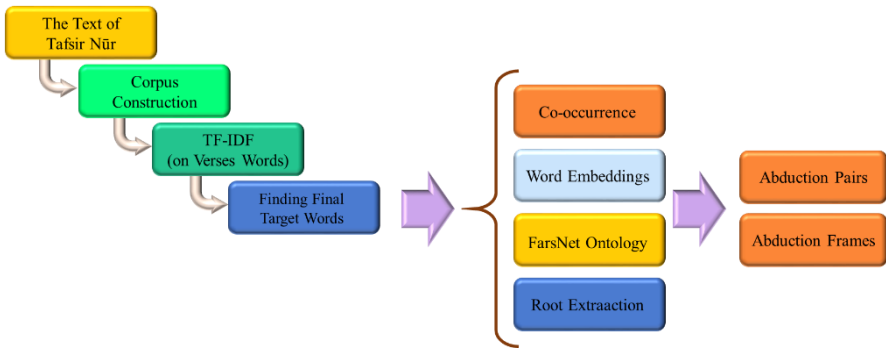 The Text of
Tafsir Nūr
Corpus
Construction
TF-IDF
(on Verses Words)
Finding Final
Target Words
Co-occurrence
Word Embeddings
FarsNet Ontology
Root Extraaction
Abduction Pairs
Abduction Frames